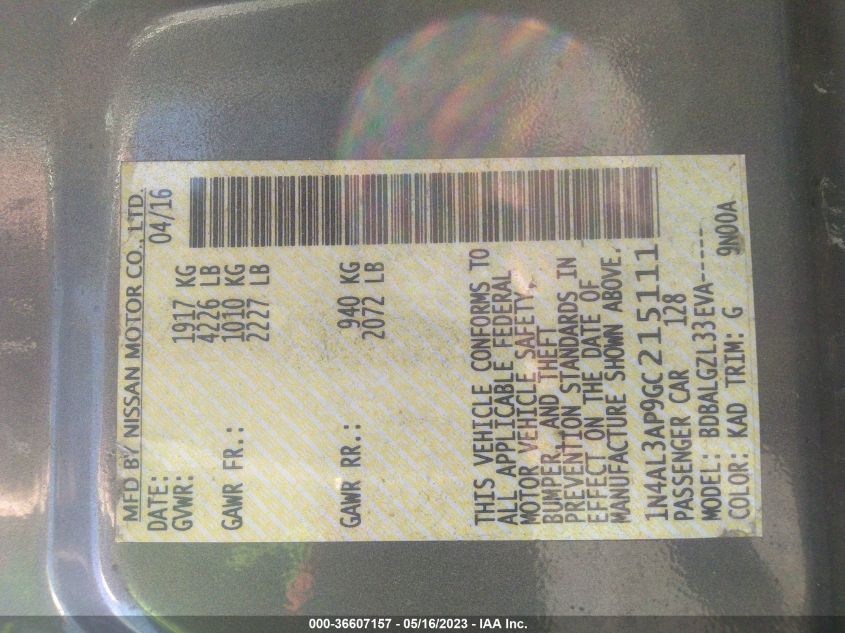 MFD BY NISSAN MOTOR CO., LTD.
DATE: 04/16
GVWR: 1917 KG
4226 LB
GAWR FR.: 1010 KG
2227 LB
GAWR RR.: 940 KG
2072 LB
THIS VEHICLE CONFORMS TO
ALL APPLICABLE FEDERAL
MOTOR VEHICLE SAFETY,
BUMPER, AND THEFT
PREVENTION STANDARDS IN
EFFECT ON THE DATE OF
MANUFACTURE SHOWN ABOVE.
1N4AL3AP9GC215111
PASSENGER CAR 128
MODEL: BDBALGZL33EVA-----
COLOR: KAD TRIM: G 9N00A
000-36607157 - 05/16/2023 - IAA Inc.